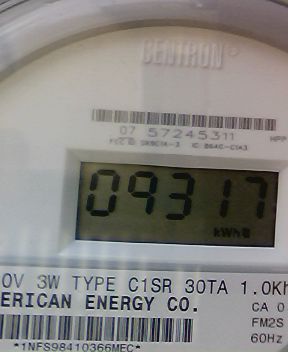 CENTRON®
07 57245311
09317
kWh
0V 3W TYPE C1SR 30TA 1.0Kh
ERICAN ENERGY CO.
CA 0
FM2S
60Hz
*1NFS98410366MEC*